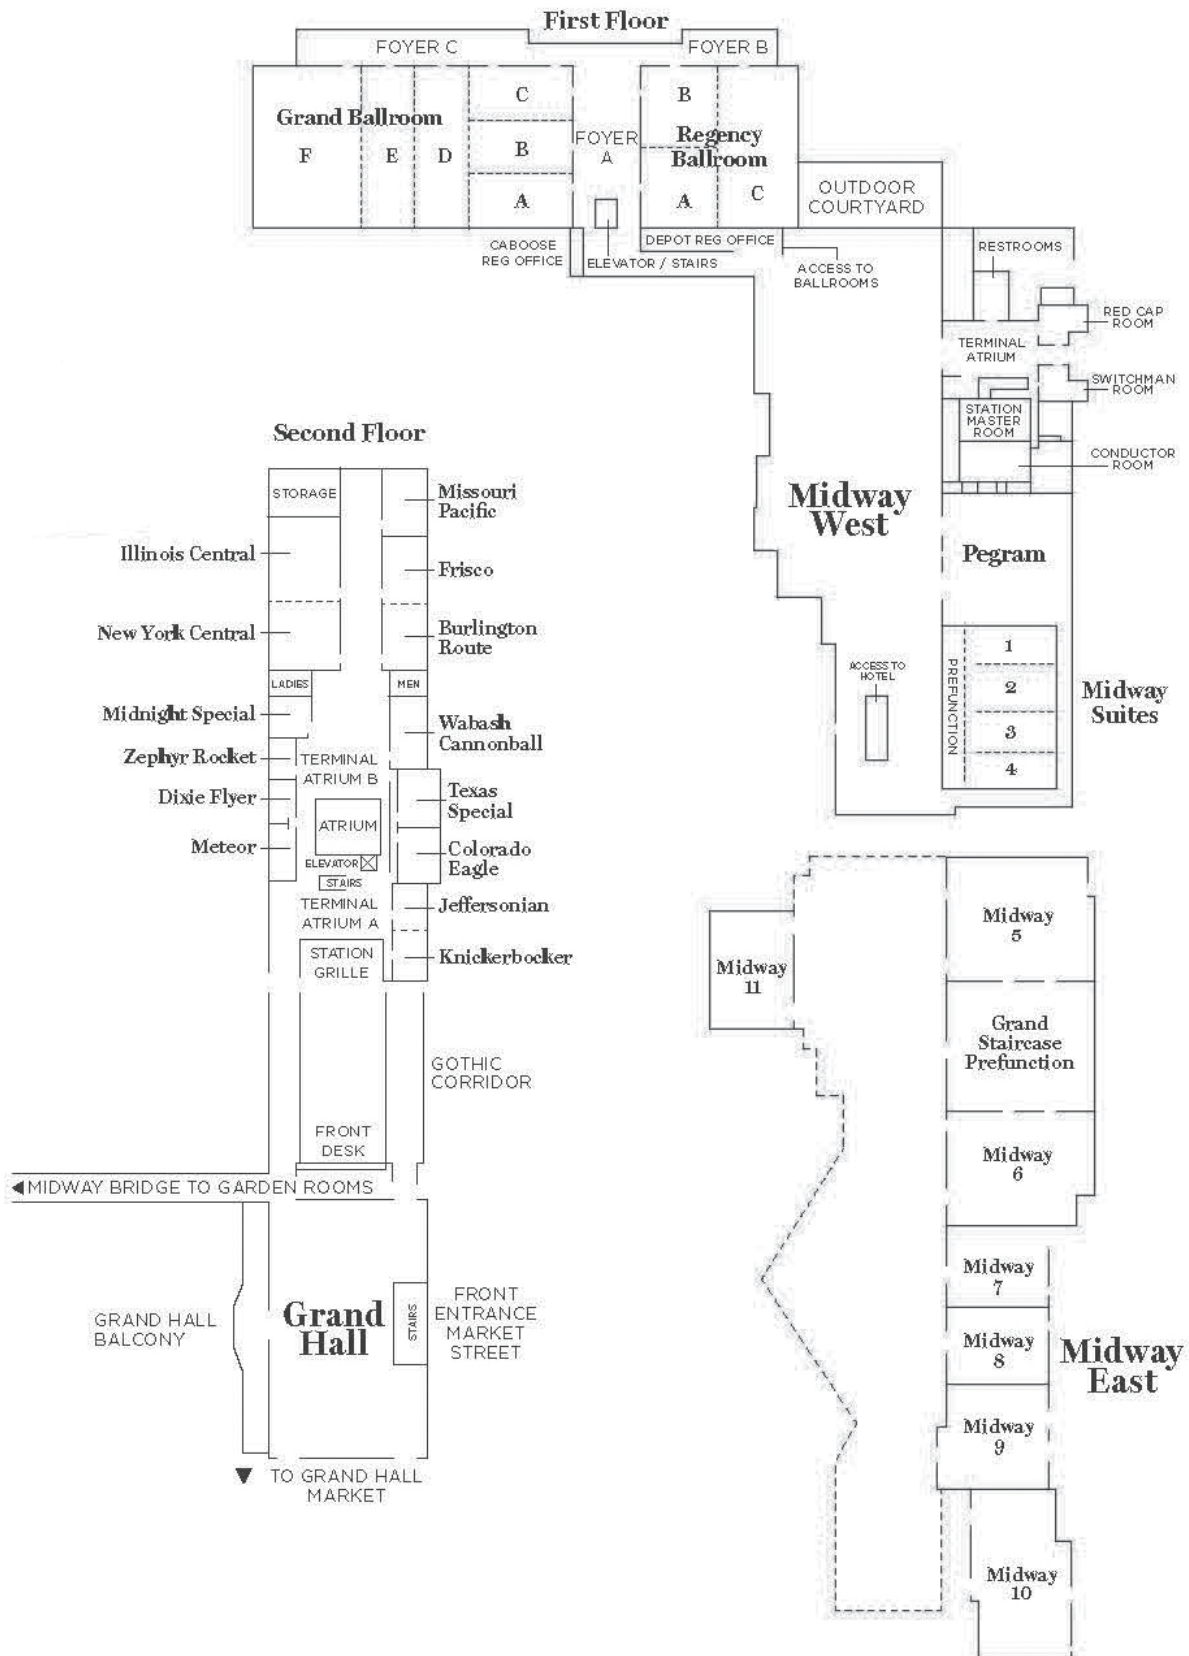 First Floor
FOYER C
FOYER B
Grand Ballroom
F
E
D
C
B
A
FOYER
A
B
Regency
Ballroom
A
C
OUTDOOR
COURTYARD
CABOOSE
REG OFFICE
ELEVATOR / STAIRS
DEPOT REG OFFICE
ACCESS TO
BALLROOMS
RESTROOMS
RED CAP
ROOM
TERMINAL
ATRIUM
SWITCHMAN
ROOM
STATION
MASTER
ROOM
CONDUCTOR
ROOM
Midway
West
Pegram
ACCESS TO
HOTEL
PREFUNCTION
1
2
3
4
Midway
Suites
Second Floor
STORAGE
Missouri
Pacific
Illinois Central
Frisco
New York Central
Burlington
Route
LADIES
MEN
Midnight Special
Wabash
Cannonball
Zephyr Rocket
TERMINAL
ATRIUM B
Dixie Flyer
Texas
Special
ATRIUM
Meteor
Colorado
Eagle
ELEVATOR
STAIRS
TERMINAL
ATRIUM A
Jeffersonian
STATION
GRILLE
Knickerbocker
GOTHIC
CORRIDOR
FRONT
DESK
MIDWAY BRIDGE TO GARDEN ROOMS
GRAND HALL
BALCONY
Grand
Hall
STAIRS
FRONT
ENTRANCE
MARKET
STREET
TO GRAND HALL
MARKET
Midway
5
Midway
11
Grand
Staircase
Prefunction
Midway
6
Midway
7
Midway
8
Midway
East
Midway
9
Midway
10